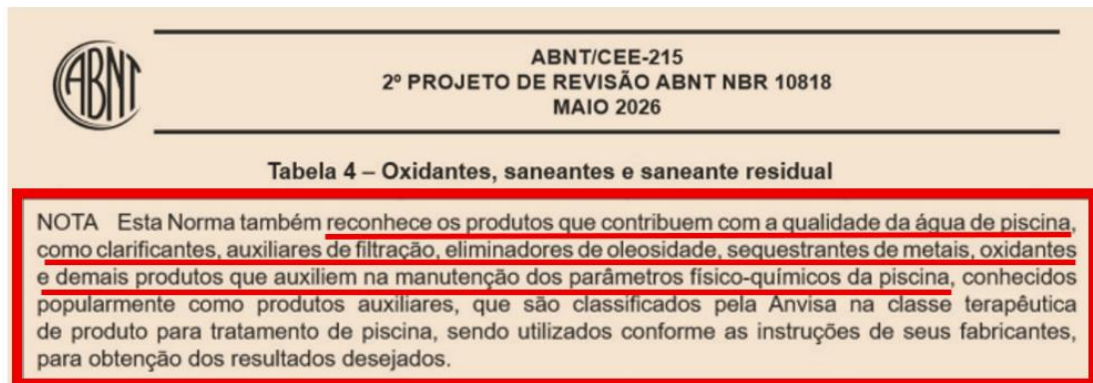 ABNT
ABNT/CEE-215
2º PROJETO DE REVISÃO ABNT NBR 10818
MAIO 2026
Tabela 4 – Oxidantes, saneantes e saneante residual
NOTA Esta Norma também reconhece os produtos que contribuem com a qualidade da água de piscina,
como clarificantes, auxiliares de filtração, eliminadores de oleosidade, sequestrantes de metais, oxidantes
e demais produtos que auxiliem na manutenção dos parâmetros físico-químicos da piscina, conhecidos
popularmente como produtos auxiliares, que são classificados pela Anvisa na classe terapêutica
de produto para tratamento de piscina, sendo utilizados conforme as instruções de seus fabricantes,
para obtenção dos resultados desejados.